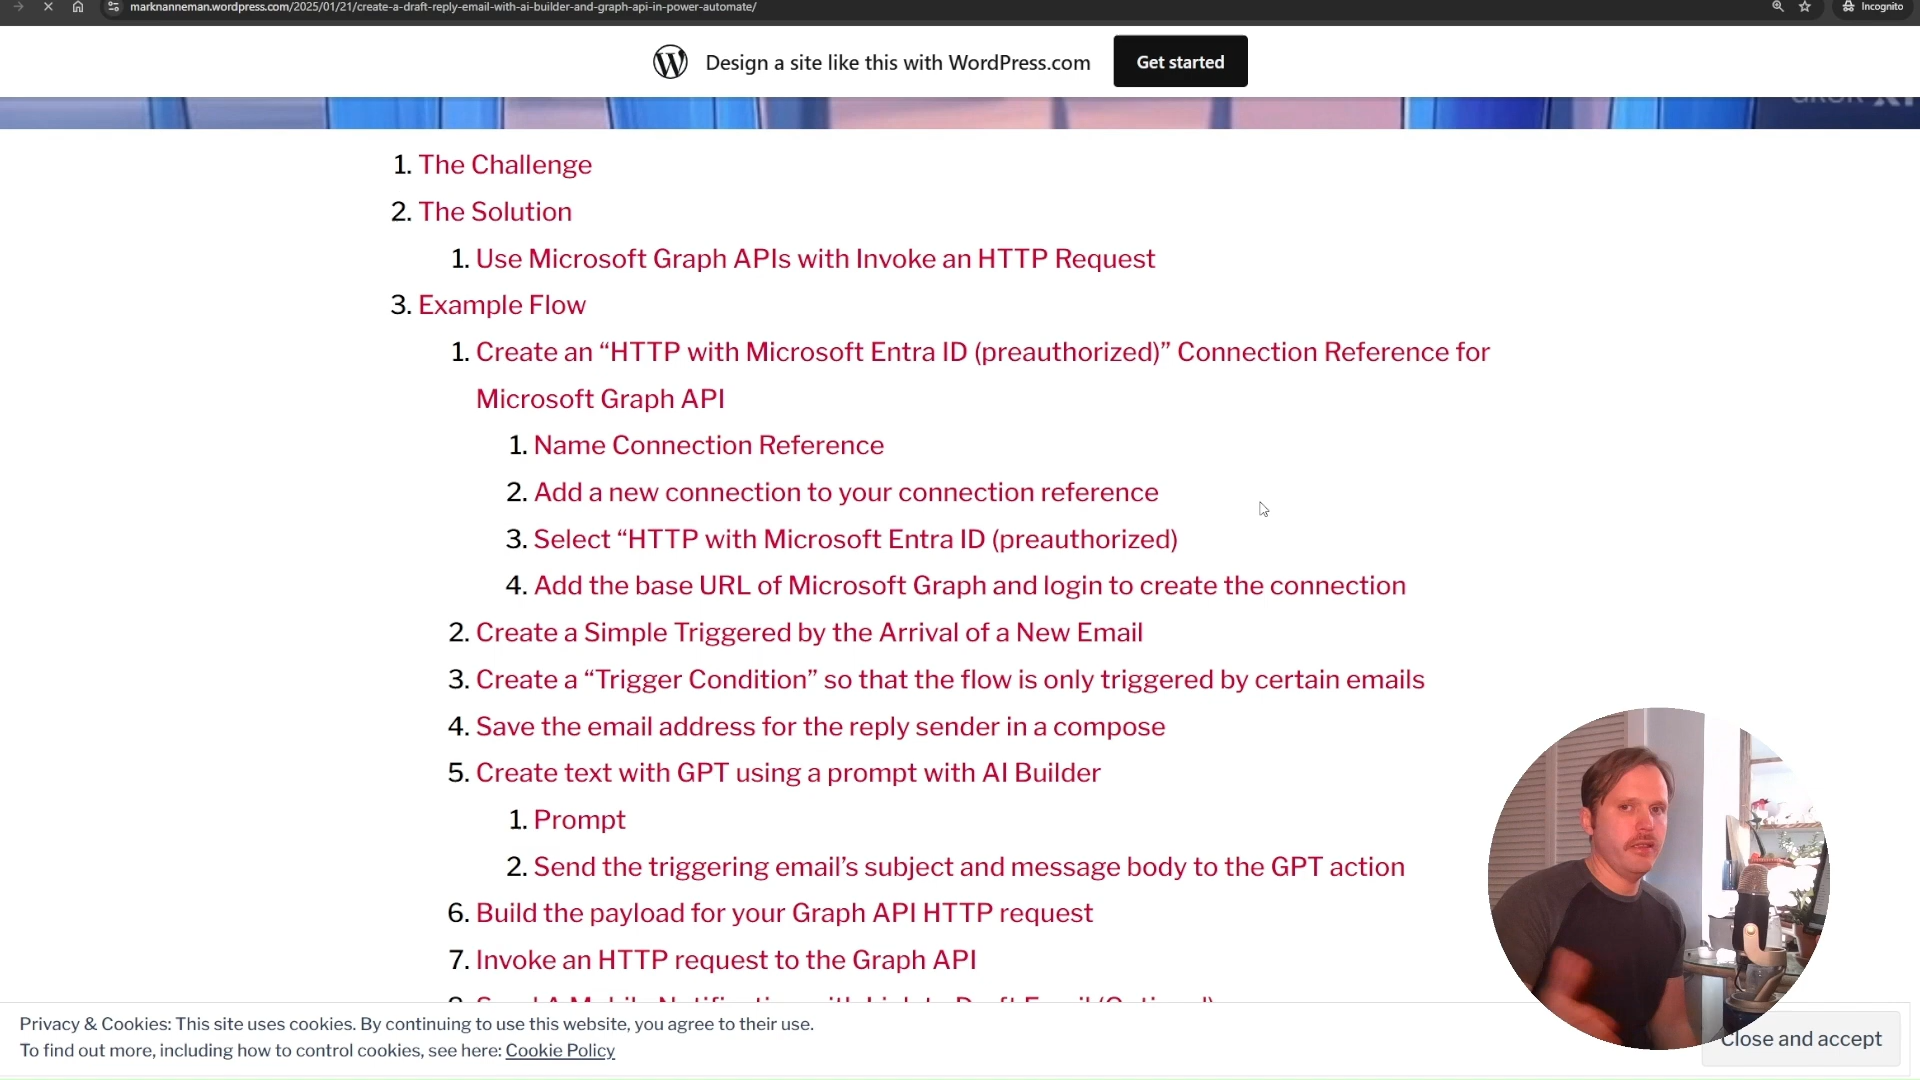 marknanneman.wordpress.com/2025/01/21/create-a-draft-reply-email-with-ai-builder-and-graph-api-in-power-automate/
Incognito
Design a site like this with WordPress.com
Get started
1. The Challenge
2. The Solution
1. Use Microsoft Graph APIs with Invoke an HTTP Request
3. Example Flow
1. Create an “HTTP with Microsoft Entra ID (preauthorized)” Connection Reference for
Microsoft Graph API
1. Name Connection Reference
2. Add a new connection to your connection reference
3. Select “HTTP with Microsoft Entra ID (preauthorized)
4. Add the base URL of Microsoft Graph and login to create the connection
2. Create a Simple Triggered by the Arrival of a New Email
3. Create a “Trigger Condition” so that the flow is only triggered by certain emails
4. Save the email address for the reply sender in a compose
5. Create text with GPT using a prompt with AI Builder
1. Prompt
2. Send the triggering email’s subject and message body to the GPT action
6. Build the payload for your Graph API HTTP request
7. Invoke an HTTP request to the Graph API
Privacy & Cookies: This site uses cookies. By continuing to use this website, you agree to their use.
To find out more, including how to control cookies, see here: Cookie Policy
Close and accept